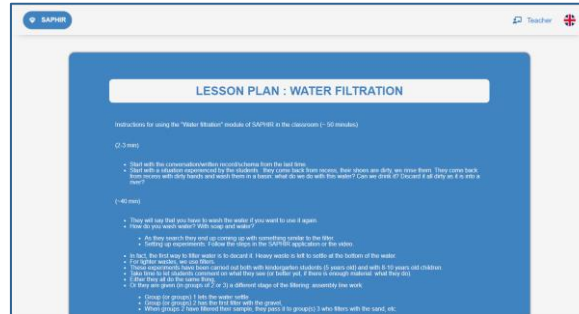 SAPHIR
Teacher
LESSON PLAN : WATER FILTRATION
Instructions for using the "Water filtration" module of SAPHIR in the classroom (~ 50 minutes)
(2-3 min)
Start with the conversation/written record/schema from the last time.
Start with a situation experienced by the students: they come back from recess, their shoes are dirty, we rinse them. They come back
from recess with dirty hands and wash them in a basin: what do we do with this water? Can we drink it? Discard it all dirty as it is into a
river?
(~40 min)
They will say that you have to wash the water if you want to use it again.
How do you wash water? With soap and water?
As they search they end up coming up with something similar to the filter.
Setting up experiments: Follow the steps in the SAPHIR application or the video.
In fact, the first way to filter water is to decant it. Heavy waste is left to settle at the bottom of the water.
For lighter wastes, we use filters.
These experiments have been carried out both with kindergarten students (5 years old) and with 8-10 years old children.
Take time to let students comment on what they see (or better yet, if there is enough material, what they do).
Either they all do the same thing.
Or they are given (in groups of 2 or 3) a different stage of the filtering: assembly line work.
Group (or groups) 1 lets the water settle
Group (or groups) 2 has the first filter with the gravel.
When groups 2 have filtered their sample, they pass it to group(s) 3 who filters with the sand, etc